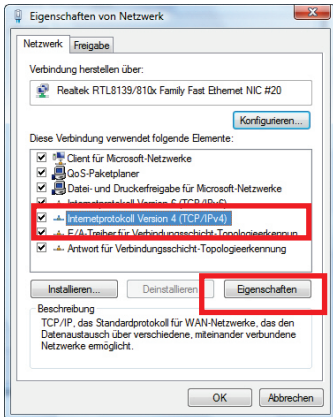 Eigenschaften von Netzwerk
Netzwerk Freigabe
Verbindung herstellen über:
Realtek RTL8139/810x Family Fast Ethernet NIC #20
Konfigurieren...
Diese Verbindung verwendet folgende Elemente:
Client für Microsoft-Netzwerke
QoS-Paketplaner
Datei- und Druckerfreigabe für Microsoft-Netzwerke
Internetprotokoll Version 6 (TCP/IPv6)
Internetprotokoll Version 4 (TCP/IPv4)
E/A-Treiber für Verbindungsschicht-Topologieerkennun
Antwort für Verbindungsschicht-Topologieerkennung
Installieren... Deinstallieren Eigenschaften
Beschreibung
TCP/IP, das Standardprotokoll für WAN-Netzwerke, das den
Datenaustausch über verschiedene, miteinander verbundene
Netzwerke ermöglicht.
OK Abbrechen